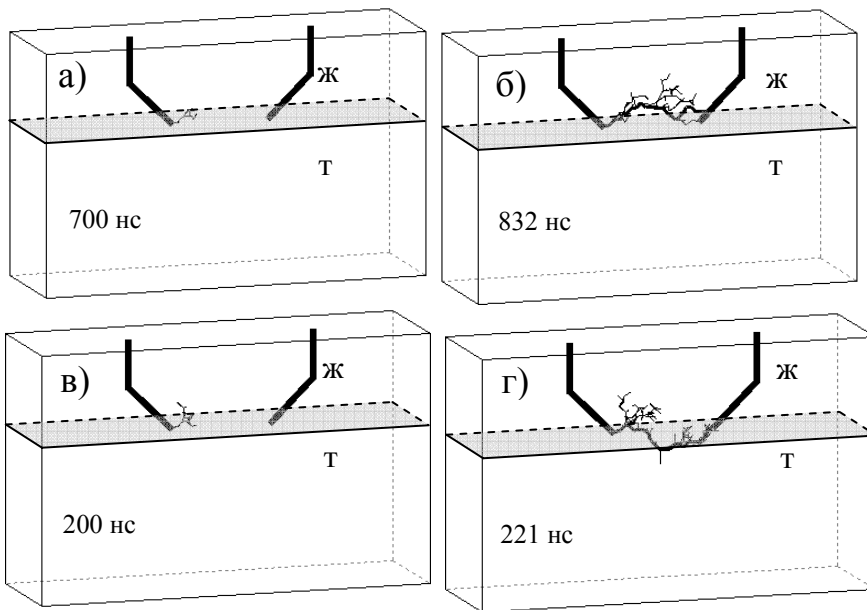 а)
ж
т
700 нс
б)
ж
т
832 нс
в)
ж
т
200 нс
г)
ж
т
221 нс